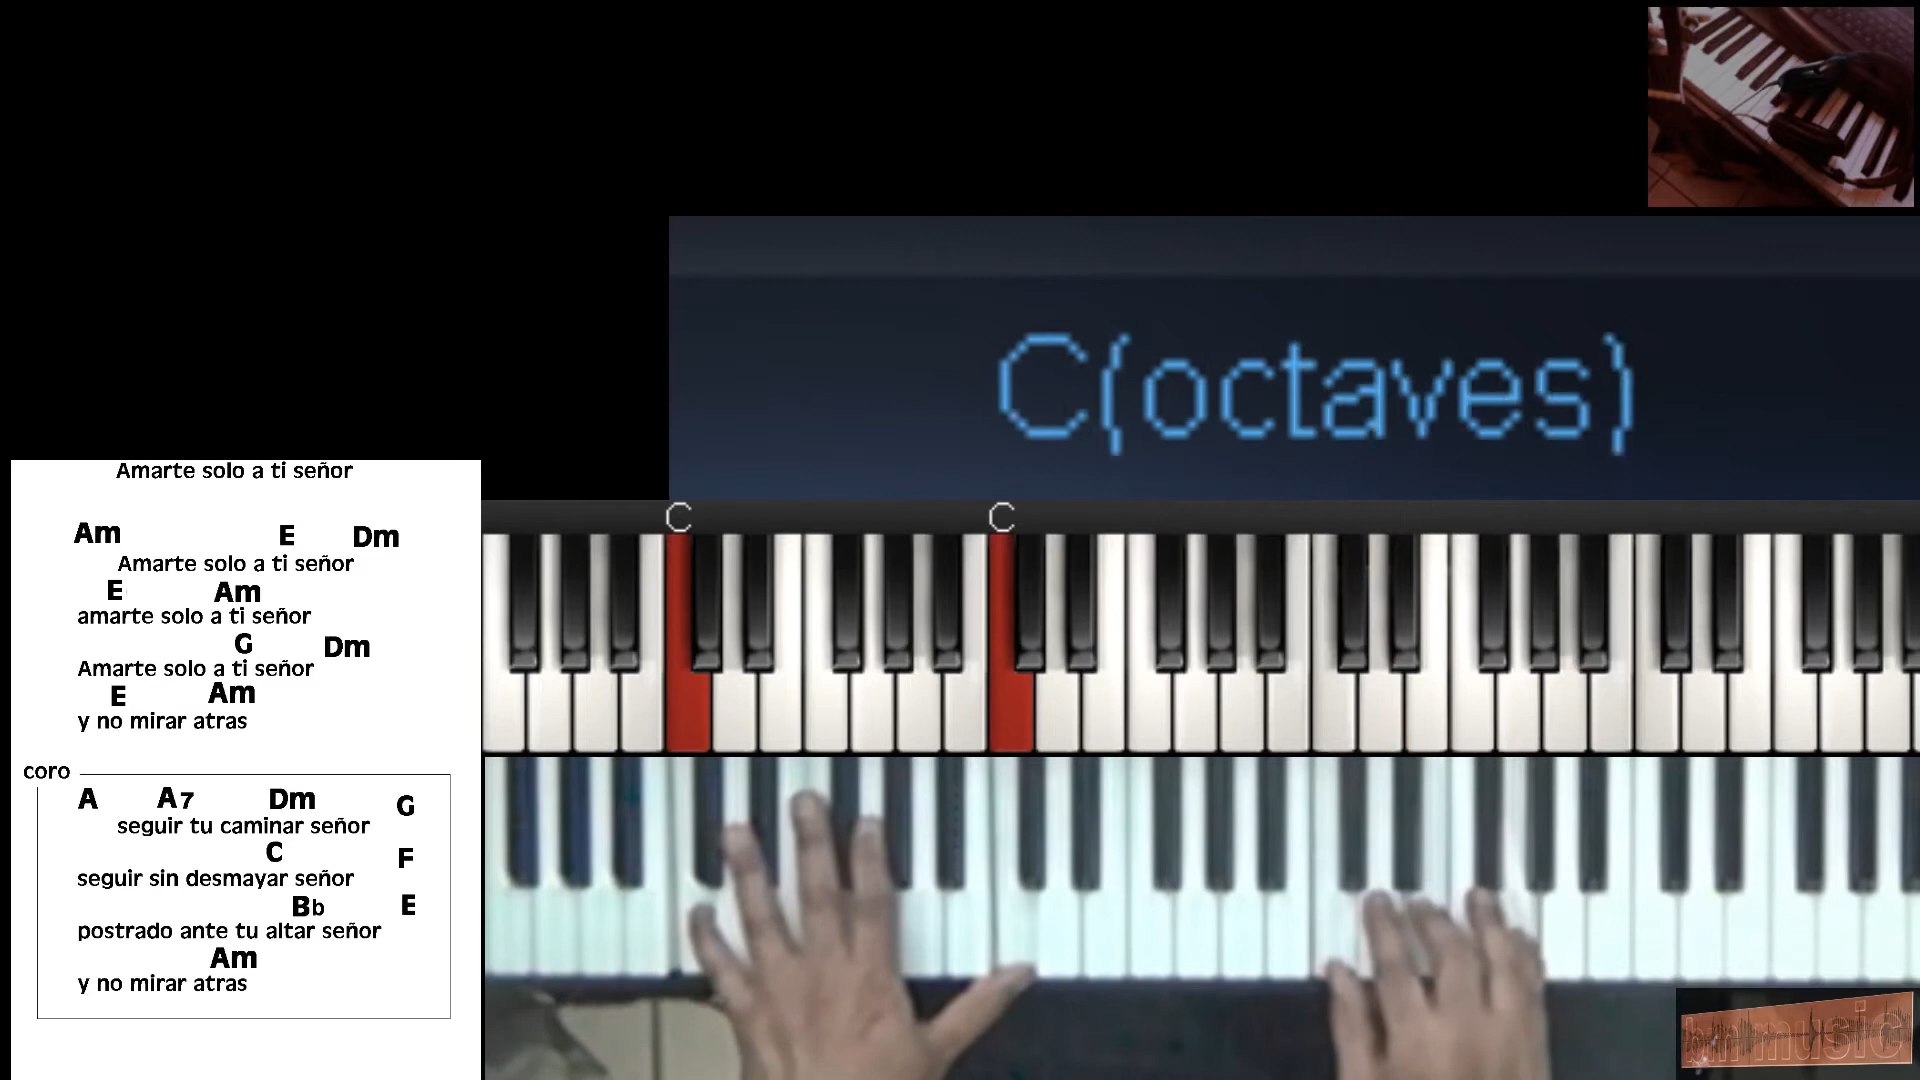 C(octaves)
C C
Amarte solo a ti señor
Am E Dm
Amarte solo a ti señor
E Am
amarte solo a ti señor
G Dm
Amarte solo a ti señor
E Am
y no mirar atras
coro
A A7 Dm G
seguir tu caminar señor
C F
seguir sin desmayar señor
Bb E
postrado ante tu altar señor
Am
y no mirar atras